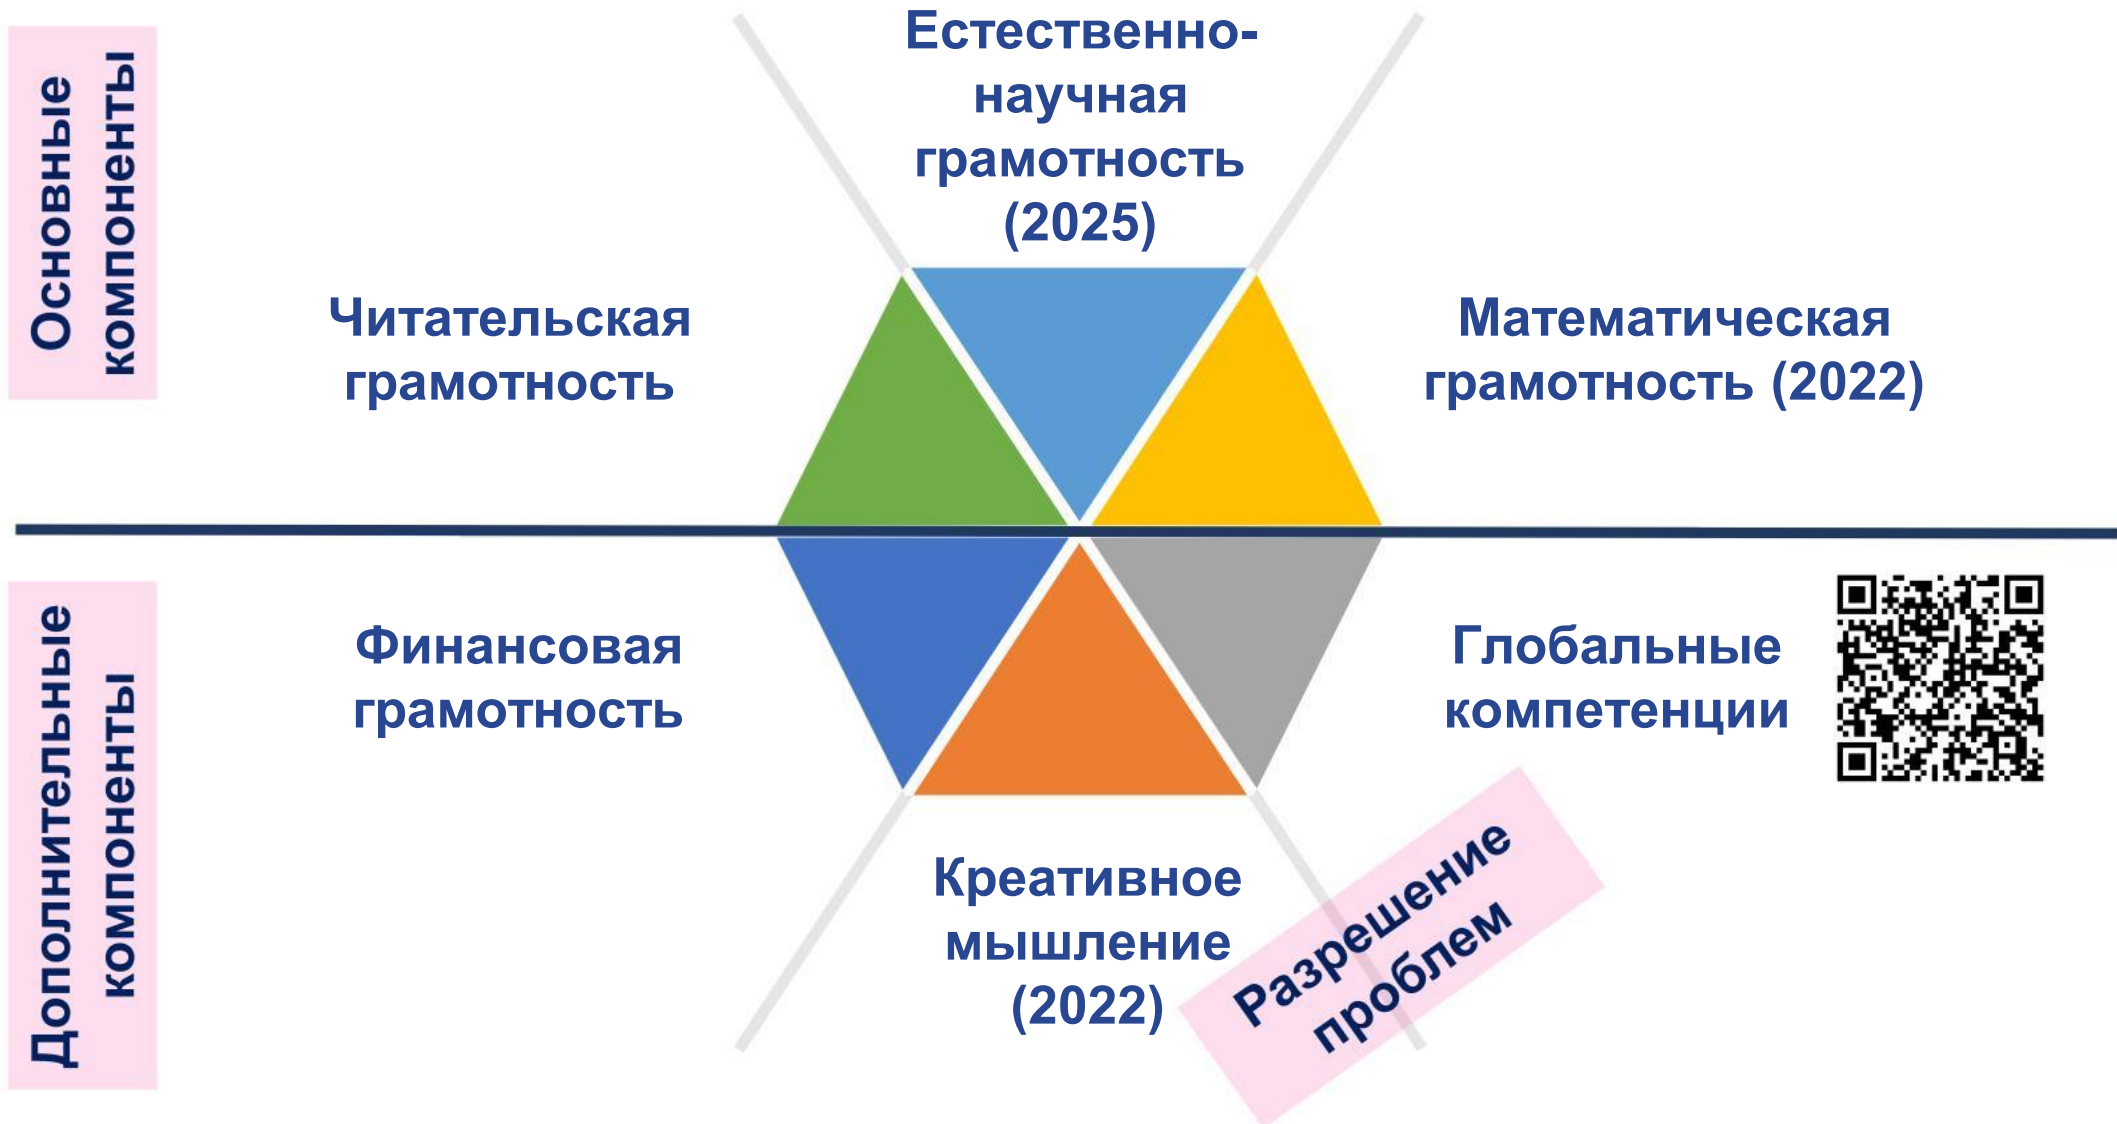 Основные
компоненты
Естественно-
научная
грамотность
(2025)
Читательская
грамотность
Математическая
грамотность (2022)
Дополнительные
компоненты
Финансовая
грамотность
Глобальные
компетенции
Креативное
мышление
(2022)
Разрешение
проблем